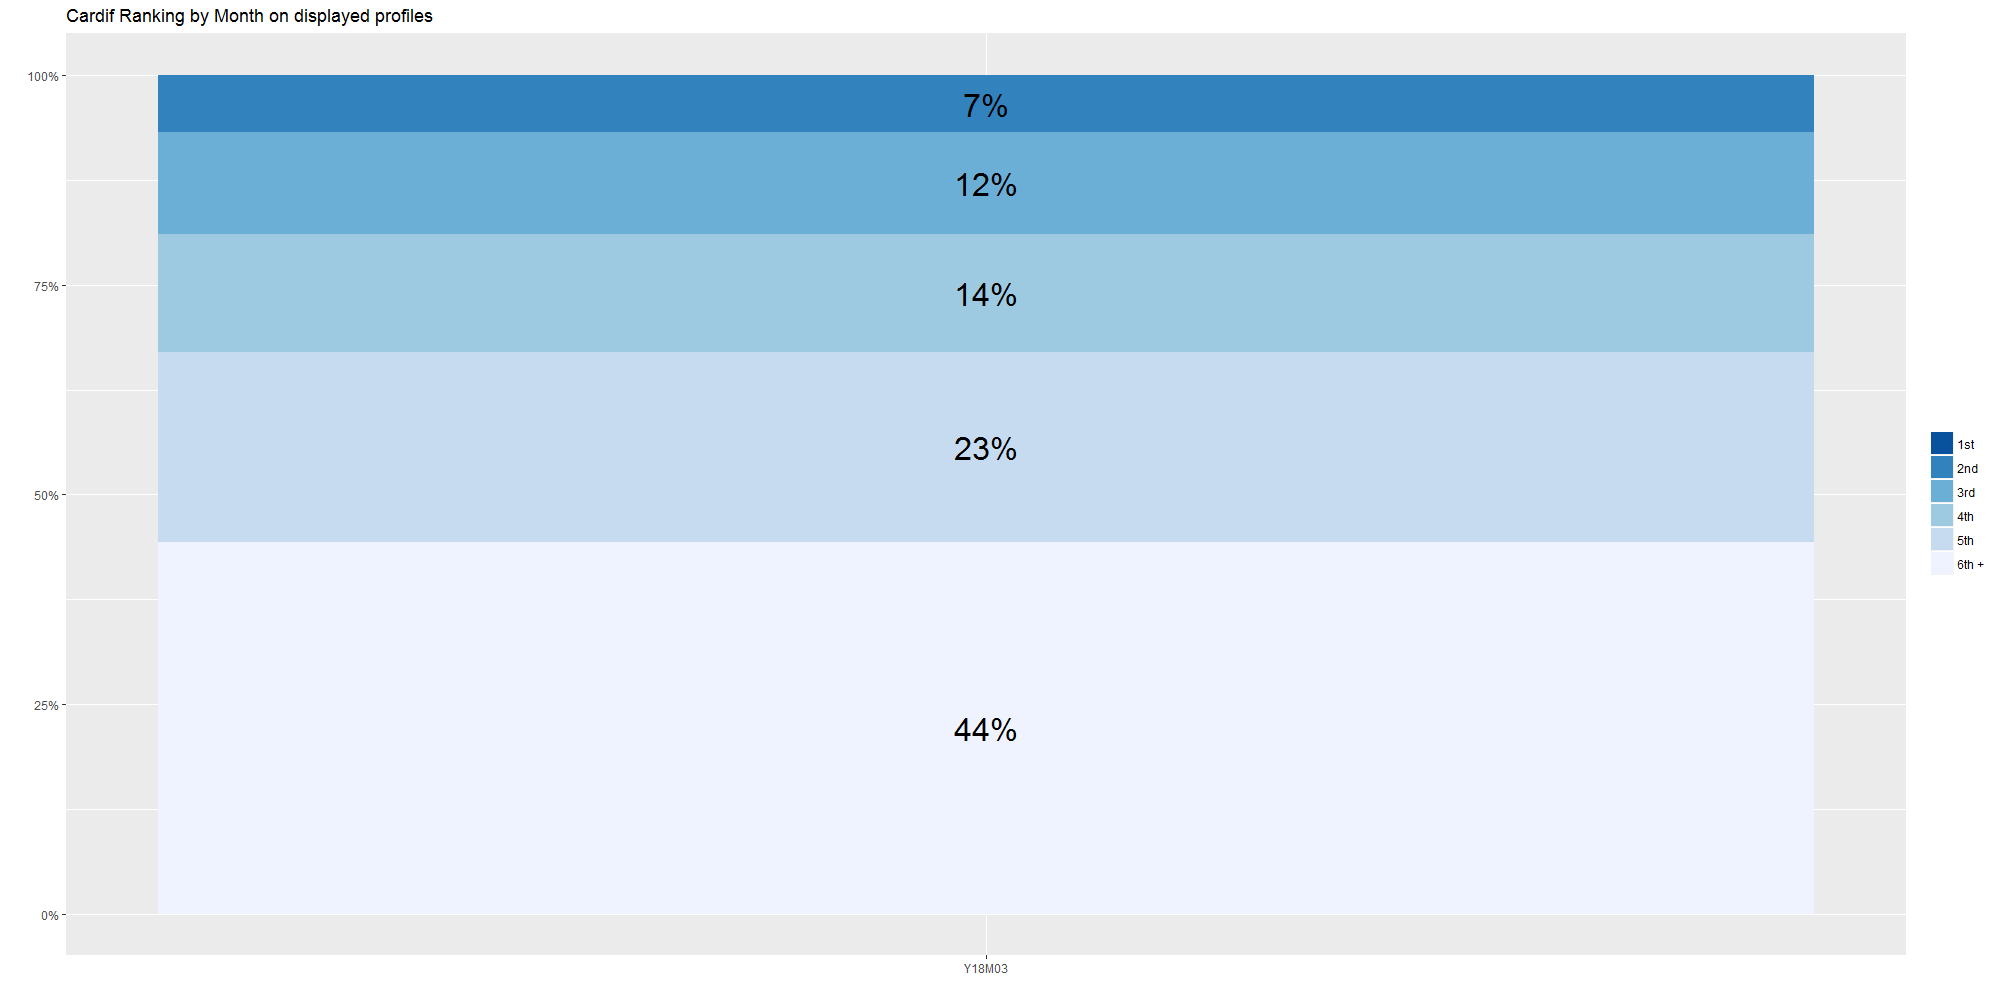 Cardif Ranking by Month on displayed profiles
100%
75%
50%
25%
0%
7%
12%
14%
23%
44%
Y18M03
1st
2nd
3rd
4th
5th
6th +